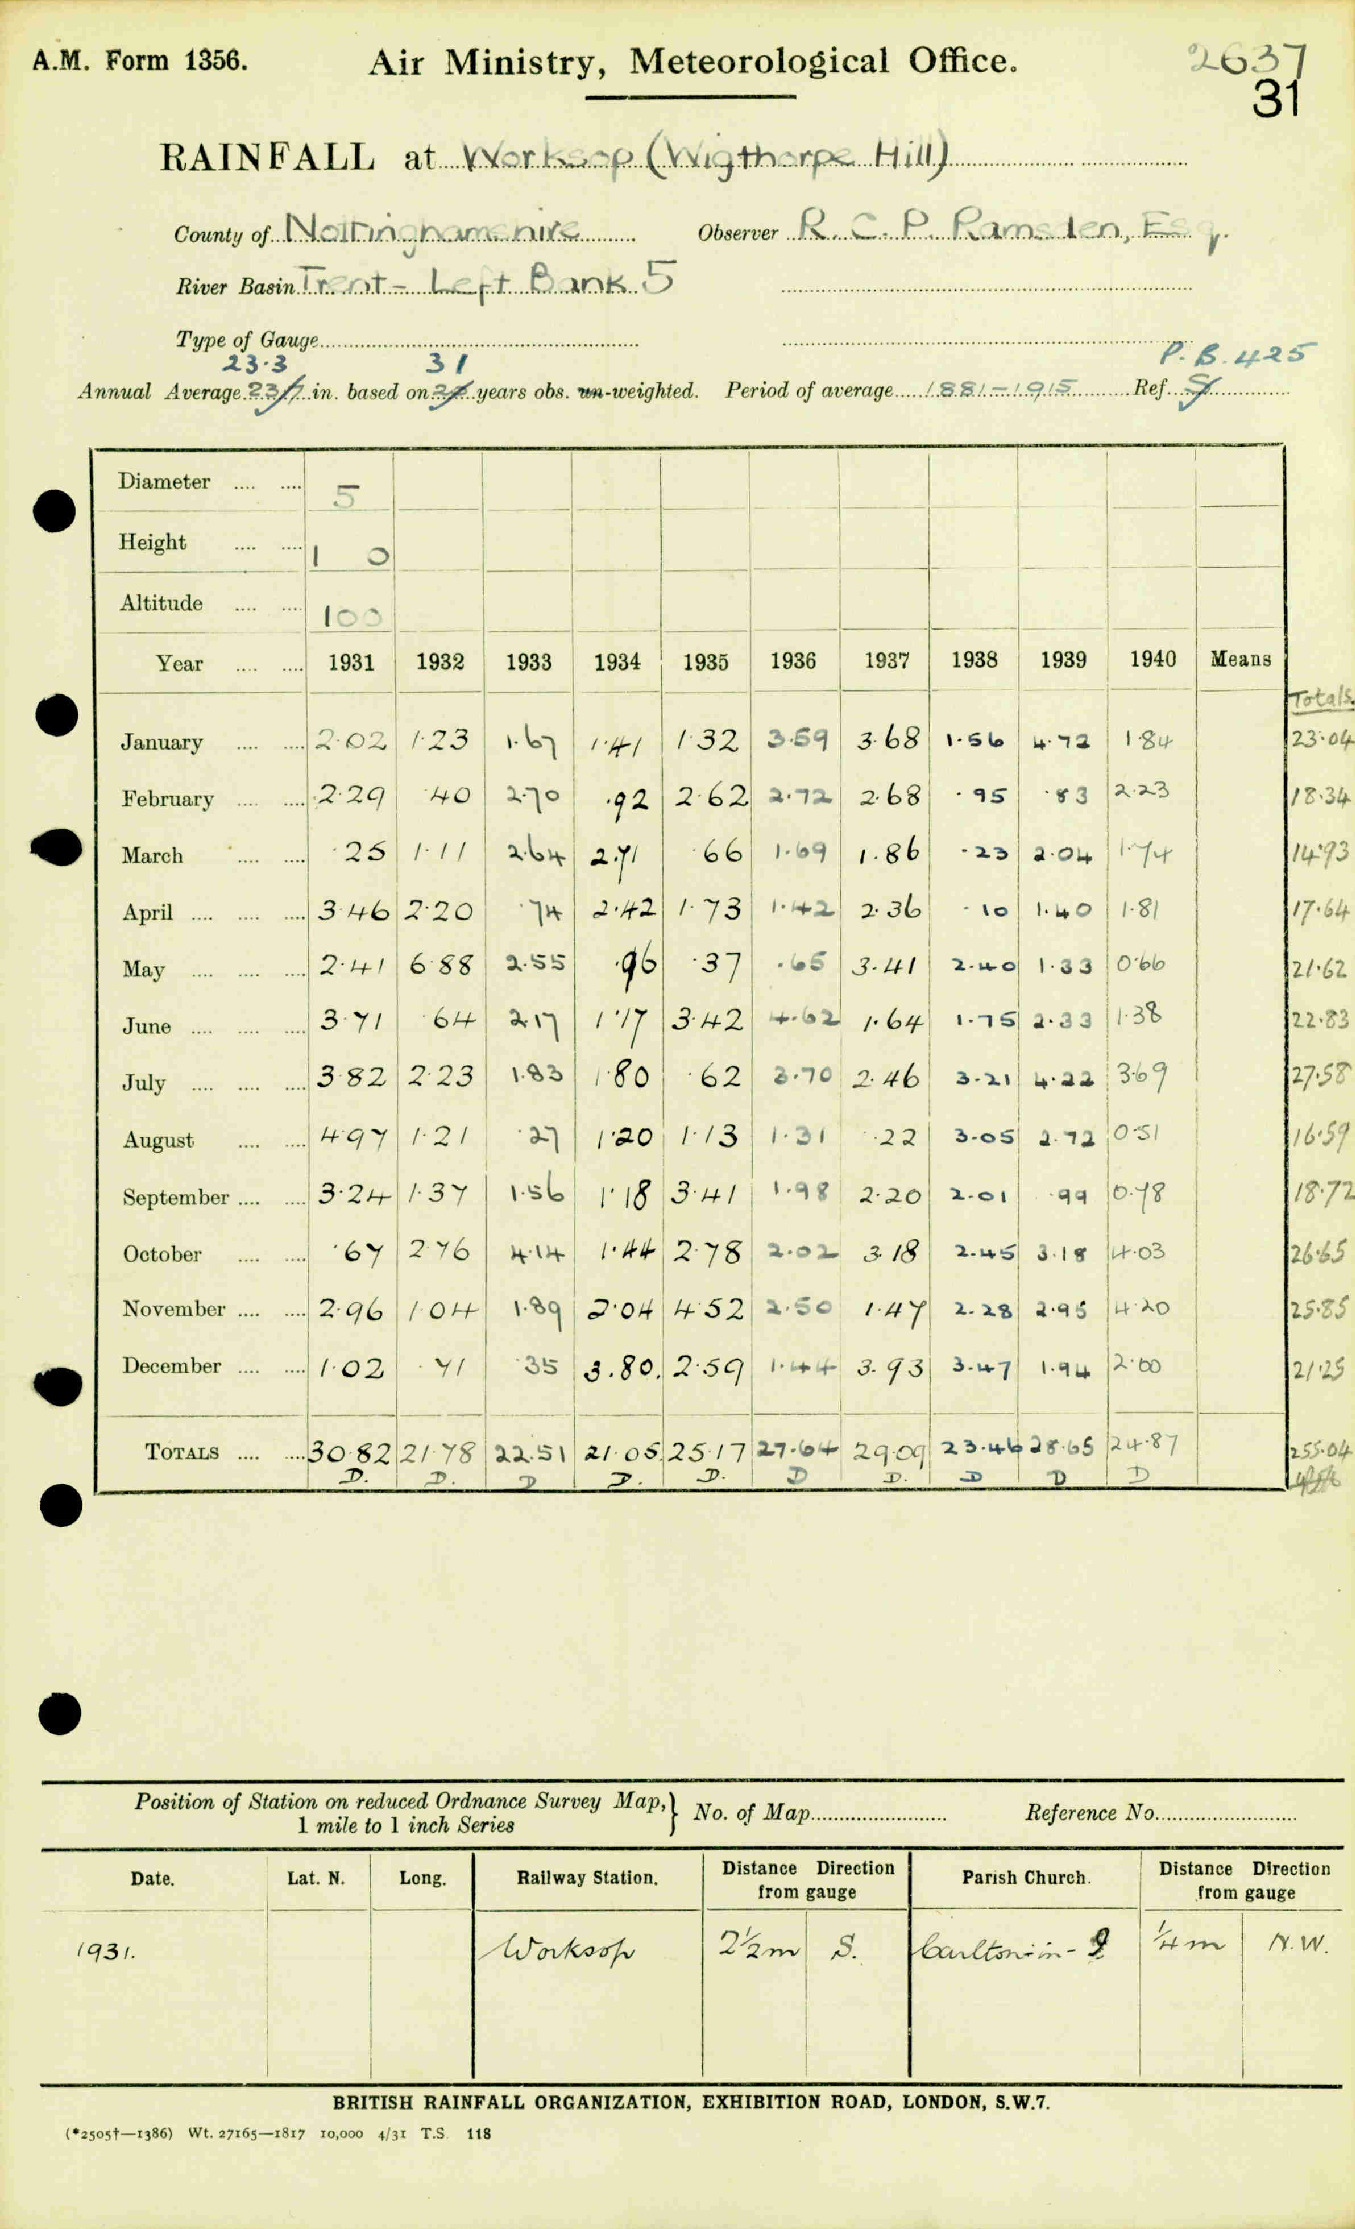 A.M. Form 1356. Air Ministry, Meteorological Office. 2637
31
RAINFALL at Worksop (Wigthorpe Hill)
County of Nottinghamshire Observer R. C. P. Ramsden, Esq.
River Basin Trent - Left Bank 5
Type of Gauge
23.3 31 P. B. 425
Annual Average 23.7 in. based on years obs. un-weighted. Period of average 1881-1915 Ref.
Diameter .... .... 5
Height .... .... 1 0
Altitude .... .... 100
Year .... .... 1931 1932 1933 1934 1935 1936 1937 1938 1939 1940 Means
Totals.
January .... .... 2.02 1.23 1.67 1.41 1.32 3.59 3.68 1.56 4.72 1.84 23.04
February .... .... 2.29 .40 2.70 .92 2.62 2.72 2.68 .95 .83 2.23 18.34
March .... .... .25 1.11 2.64 2.71 .66 1.69 1.86 .23 2.04 1.74 14.93
April .... .... .... 3.46 2.20 .74 2.42 1.73 1.42 2.36 .10 1.40 1.81 17.64
May .... .... .... 2.41 6.88 2.55 .96 .37 .65 3.41 2.40 1.33 0.66 21.62
June .... .... .... 3.71 .64 2.17 1.17 3.42 4.62 1.64 1.75 2.33 1.38 22.83
July .... .... .... 3.82 2.23 1.83 1.80 .62 3.70 2.46 3.21 4.22 3.69 27.58
August .... .... 4.97 1.21 .27 1.20 1.13 1.31 .22 3.05 2.72 0.51 16.59
September .... .... 3.24 1.37 1.56 1.18 3.41 1.98 2.20 2.01 .99 0.78 18.72
October .... .... .67 2.76 4.14 1.44 2.78 2.02 3.18 2.45 3.18 4.03 26.65
November .... .... 2.96 1.04 1.89 2.04 4.52 2.50 1.47 2.28 2.95 4.20 25.85
December .... .... 1.02 .71 .35 3.80. 2.59 1.44 3.93 3.47 1.94 2.00 21.25
TOTALS .... .... 30.82 21.78 22.51 21.05 25.17 27.64 29.09 23.46 28.65 24.87 255.04
D. D. D D. D. D D. D D D
Position of Station on reduced Ordnance Survey Map, } No. of Map Reference No.
1 mile to 1 inch Series
Date. Lat. N. Long. Railway Station. Distance Direction from gauge Parish Church. Distance Direction from gauge
1931. Worksop 2½m S. Carlton-in- ¼m N.W.
BRITISH RAINFALL ORGANIZATION, EXHIBITION ROAD, LONDON, S.W.7.
(*2505†—1386) Wt. 27165—1817 10,000 4/31 T.S. 118